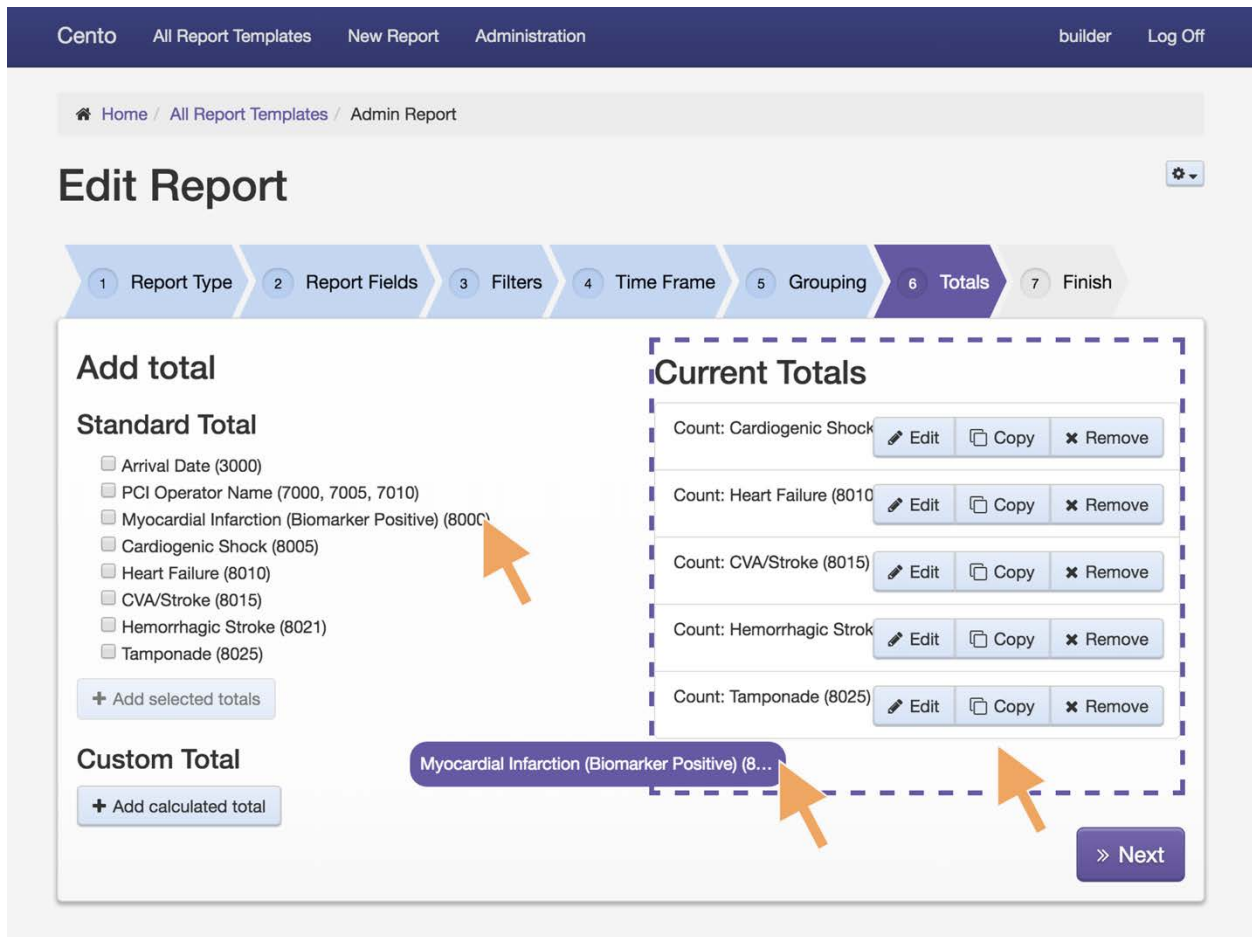 Cento All Report Templates New Report Administration builder Log Off
Home / All Report Templates / Admin Report
Edit Report
1 Report Type 2 Report Fields 3 Filters 4 Time Frame 5 Grouping 6 Totals 7 Finish
Add total
Standard Total
Arrival Date (3000)
PCI Operator Name (7000, 7005, 7010)
Myocardial Infarction (Biomarker Positive) (8000)
Cardiogenic Shock (8005)
Heart Failure (8010)
CVA/Stroke (8015)
Hemorrhagic Stroke (8021)
Tamponade (8025)
+ Add selected totals
Custom Total
+ Add calculated total
Myocardial Infarction (Biomarker Positive) (8...
Current Totals
Count: Cardiogenic Shock Edit Copy Remove
Count: Heart Failure (8010 Edit Copy Remove
Count: CVA/Stroke (8015) Edit Copy Remove
Count: Hemorrhagic Strok Edit Copy Remove
Count: Tamponade (8025) Edit Copy Remove
» Next